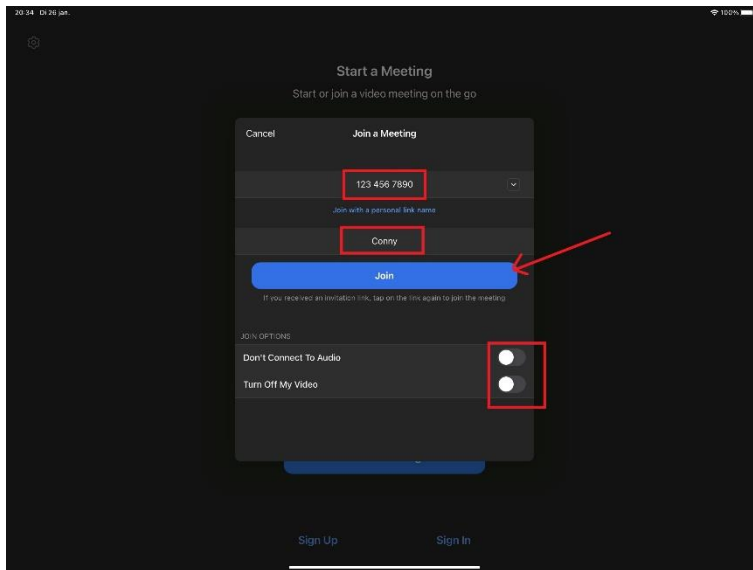 20:34 Di 26 jan.
100%
Start a Meeting
Start or join a video meeting on the go
Cancel
Join a Meeting
123 456 7890
Join with a personal link name
Conny
Join
If you received an invitation link, tap on the link again to join the meeting
JOIN OPTIONS
Don't Connect To Audio
Turn Off My Video
Sign Up
Sign In